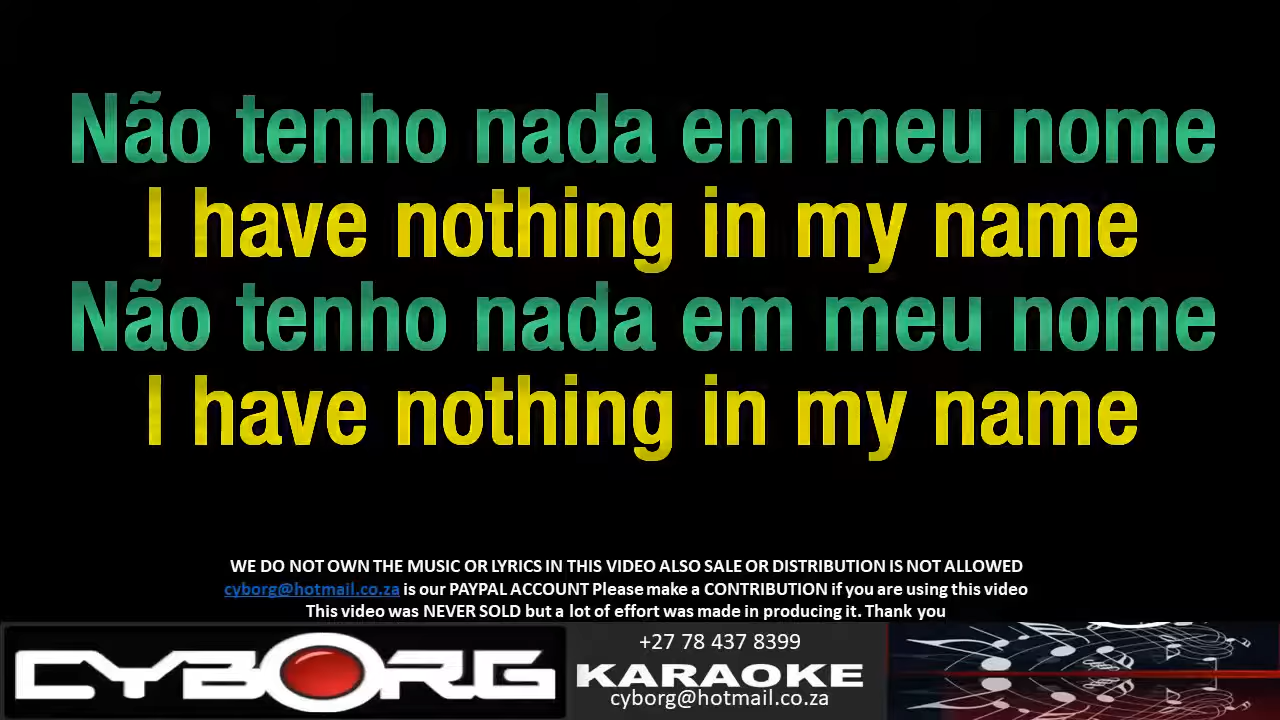 Não tenho nada em meu nome
I have nothing in my name
Não tenho nada em meu nome
I have nothing in my name
WE DO NOT OWN THE MUSIC OR LYRICS IN THIS VIDEO ALSO SALE OR DISTRIBUTION IS NOT ALLOWED
cyborg@hotmail.co.za is our PAYPAL ACCOUNT Please make a CONTRIBUTION if you are using this video
This video was NEVER SOLD but a lot of effort was made in producing it. Thank you
CYBORG
+27 78 437 8399
KARAOKE
cyborg@hotmail.co.za